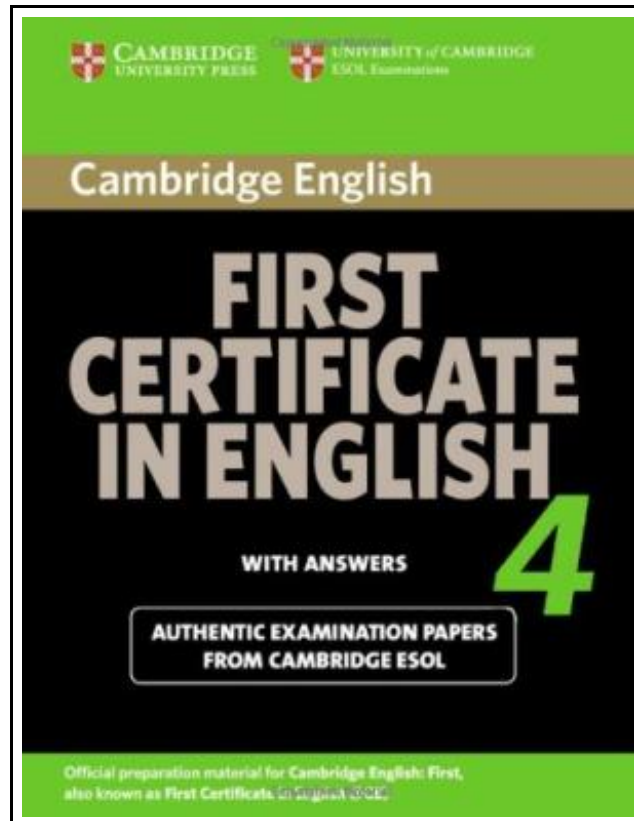 CAMBRIDGE
UNIVERSITY PRESS
UNIVERSITY of CAMBRIDGE
ESOL Examinations
Cambridge English
FIRST
CERTIFICATE
IN ENGLISH
4
WITH ANSWERS
AUTHENTIC EXAMINATION PAPERS
FROM CAMBRIDGE ESOL
Official preparation material for Cambridge English: First,
also known as First Certificate